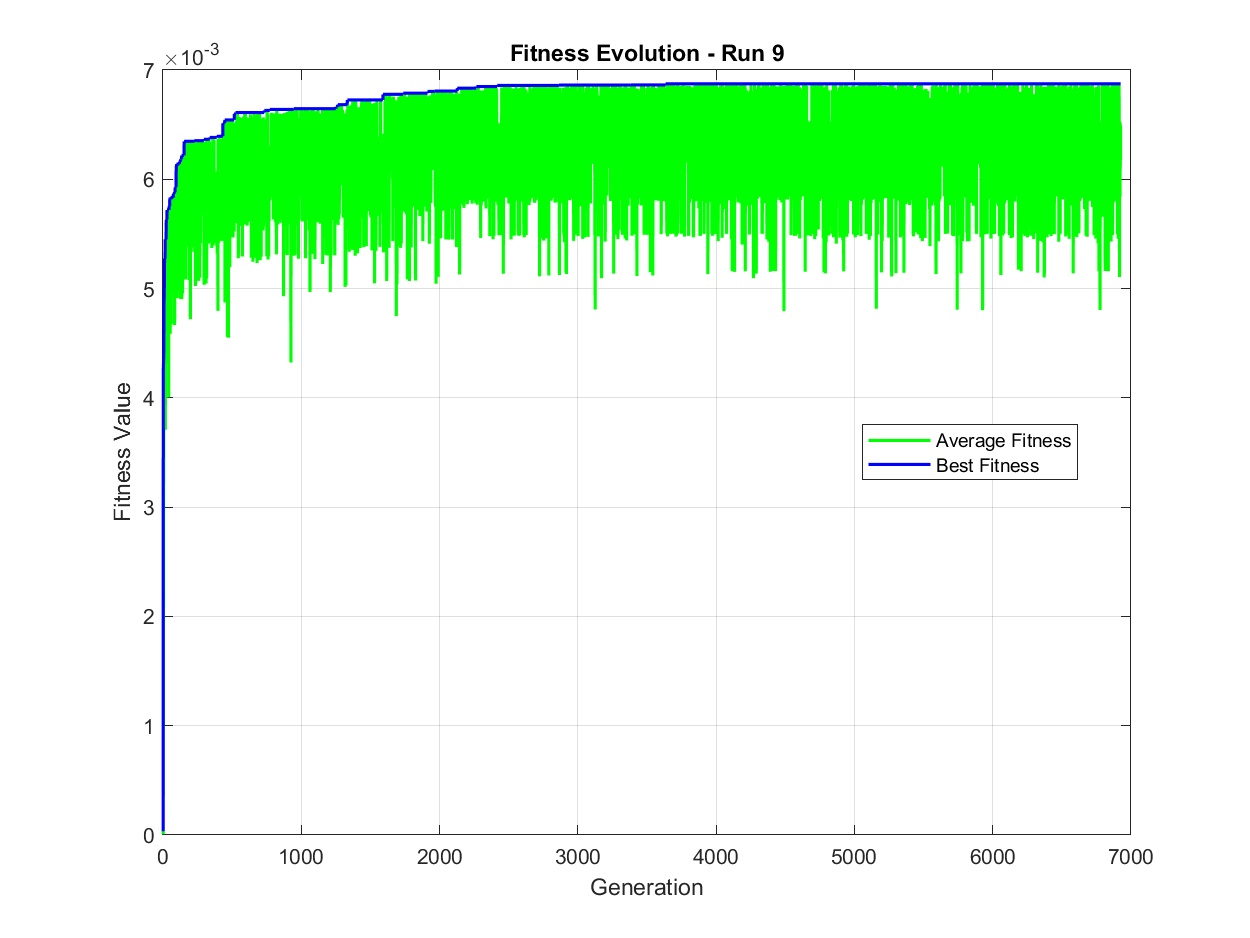 Fitness Evolution - Run 9
×10-3
7
6
5
4
3
2
1
0
Fitness Value
Average Fitness
Best Fitness
0 1000 2000 3000 4000 5000 6000 7000
Generation